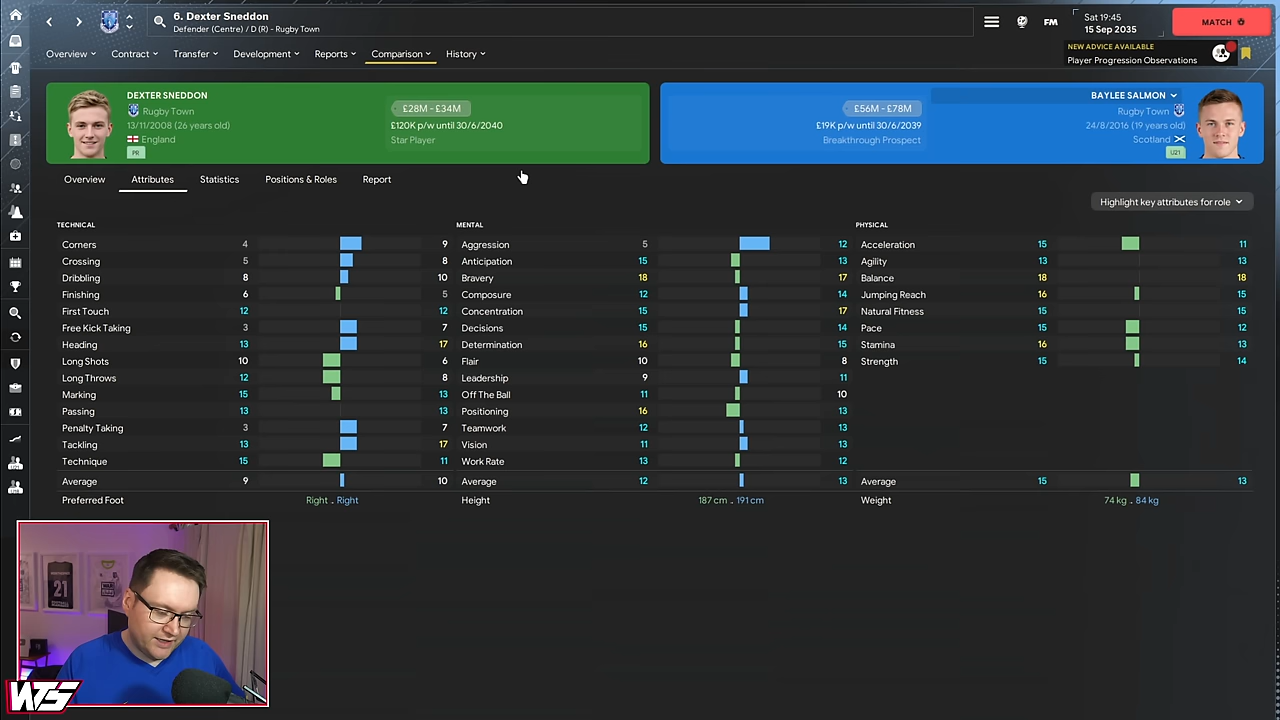 6. Dexter Sneddon
Defender (Centre) / D (R) - Rugby Town
FM
Sat 19:45
15 Sep 2035
MATCH
Overview Contract Transfer Development Reports Comparison History
NEW ADVICE AVAILABLE
Player Progression Observations
DEXTER SNEDDON
Rugby Town
13/11/2008 (26 years old)
England
PR
£28M - £34M
£120K p/w until 30/6/2040
Star Player
£56M - £78M
£19K p/w until 30/6/2039
Breakthrough Prospect
BAYLEE SALMON
Rugby Town
24/8/2016 (19 years old)
Scotland
U21
Overview Attributes Statistics Positions & Roles Report
Highlight key attributes for role
TECHNICAL
Corners 4 9
Crossing 5 8
Dribbling 8 10
Finishing 6 5
First Touch 12 12
Free Kick Taking 3 7
Heading 13 17
Long Shots 10 6
Long Throws 12 8
Marking 15 13
Passing 13 13
Penalty Taking 3 7
Tackling 13 17
Technique 15 11
Average 9 10
Preferred Foot Right . Right
MENTAL
Aggression 5 12
Anticipation 15 13
Bravery 18 17
Composure 12 14
Concentration 15 17
Decisions 15 14
Determination 16 15
Flair 10 8
Leadership 9 11
Off The Ball 11 10
Positioning 16 13
Teamwork 12 13
Vision 11 13
Work Rate 13 12
Average 12 13
Height 187 cm . 191 cm
PHYSICAL
Acceleration 15 11
Agility 13 13
Balance 18 18
Jumping Reach 16 15
Natural Fitness 15 15
Pace 15 12
Stamina 16 13
Strength 15 14
Average 15 13
Weight 74 kg . 84 kg
21
WTS